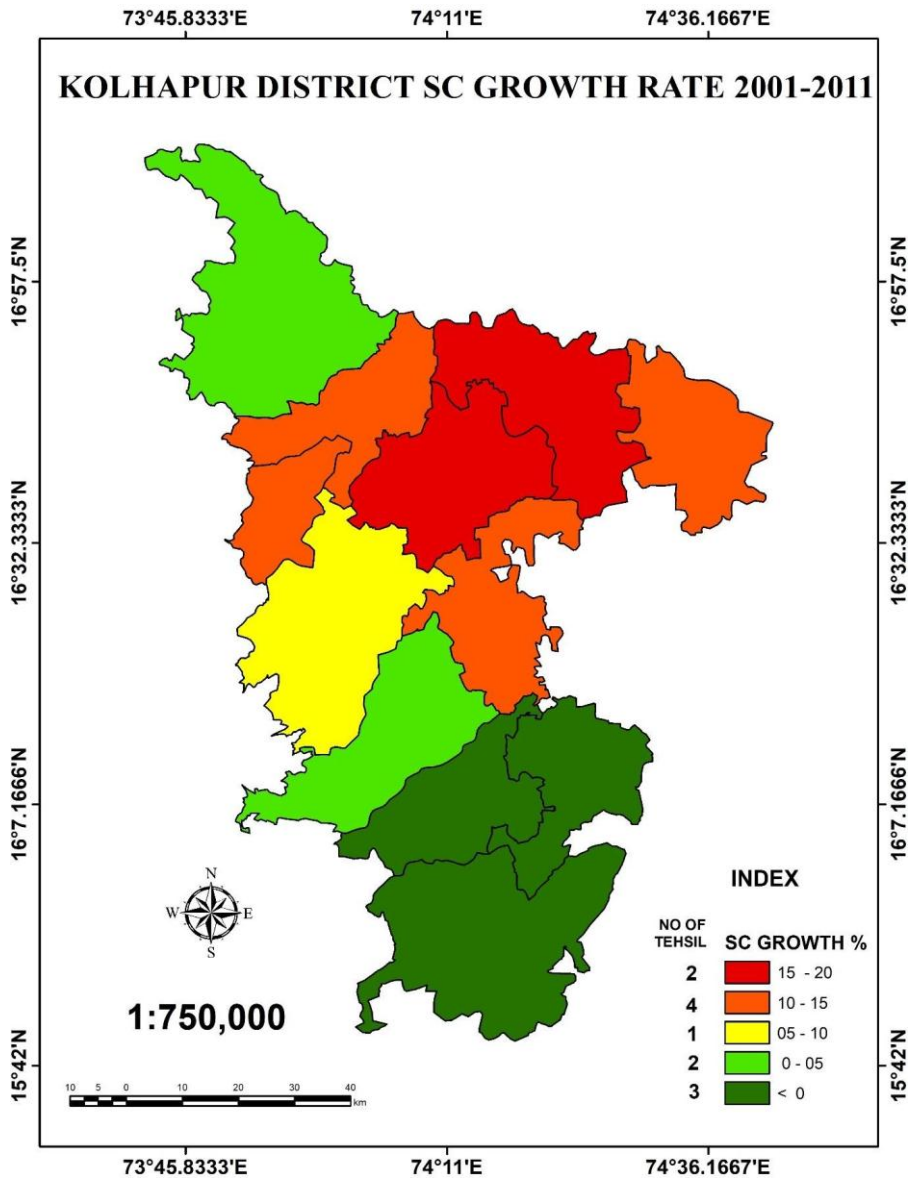 73°45.8333'E 74°11'E 74°36.1667'E
KOLHAPUR DISTRICT SC GROWTH RATE 2001-2011
16°57.5'N 16°57.5'N
16°32.3333'N 16°32.3333'N
16°7.1666'N 16°7.1666'N
INDEX
N
W E
S
NO OF
TEHSIL SC GROWTH %
2 15 - 20
4 10 - 15
1 05 - 10
2 0 - 05
3 < 0
1:750,000
15°42'N 15°42'N
10 5 0 10 20 30 40
km
73°45.8333'E 74°11'E 74°36.1667'E